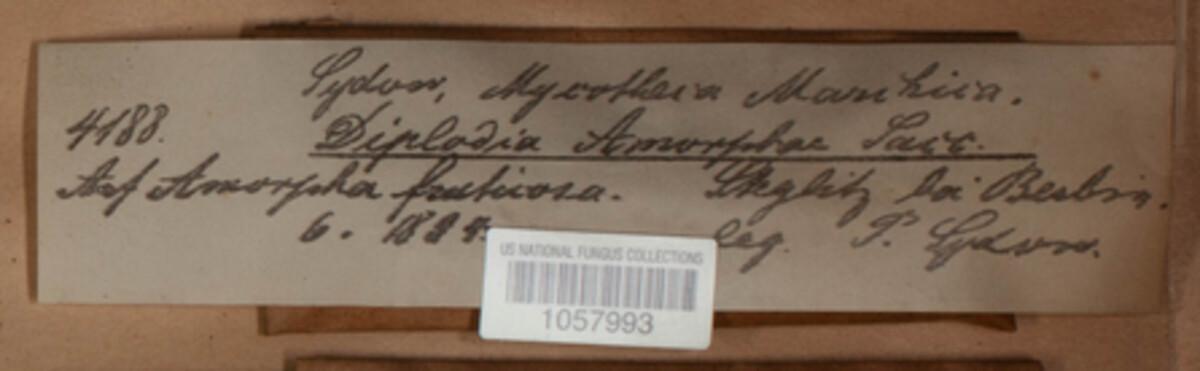 Sydow, Mycotheca Marchica.
4188. Diplodia Amorphae Sacc.
Auf Amorpha fruticosa. Steglitz bei Berlin.
6. leg. P. Sydow.
US NATIONAL FUNGUS COLLECTIONS
1057993